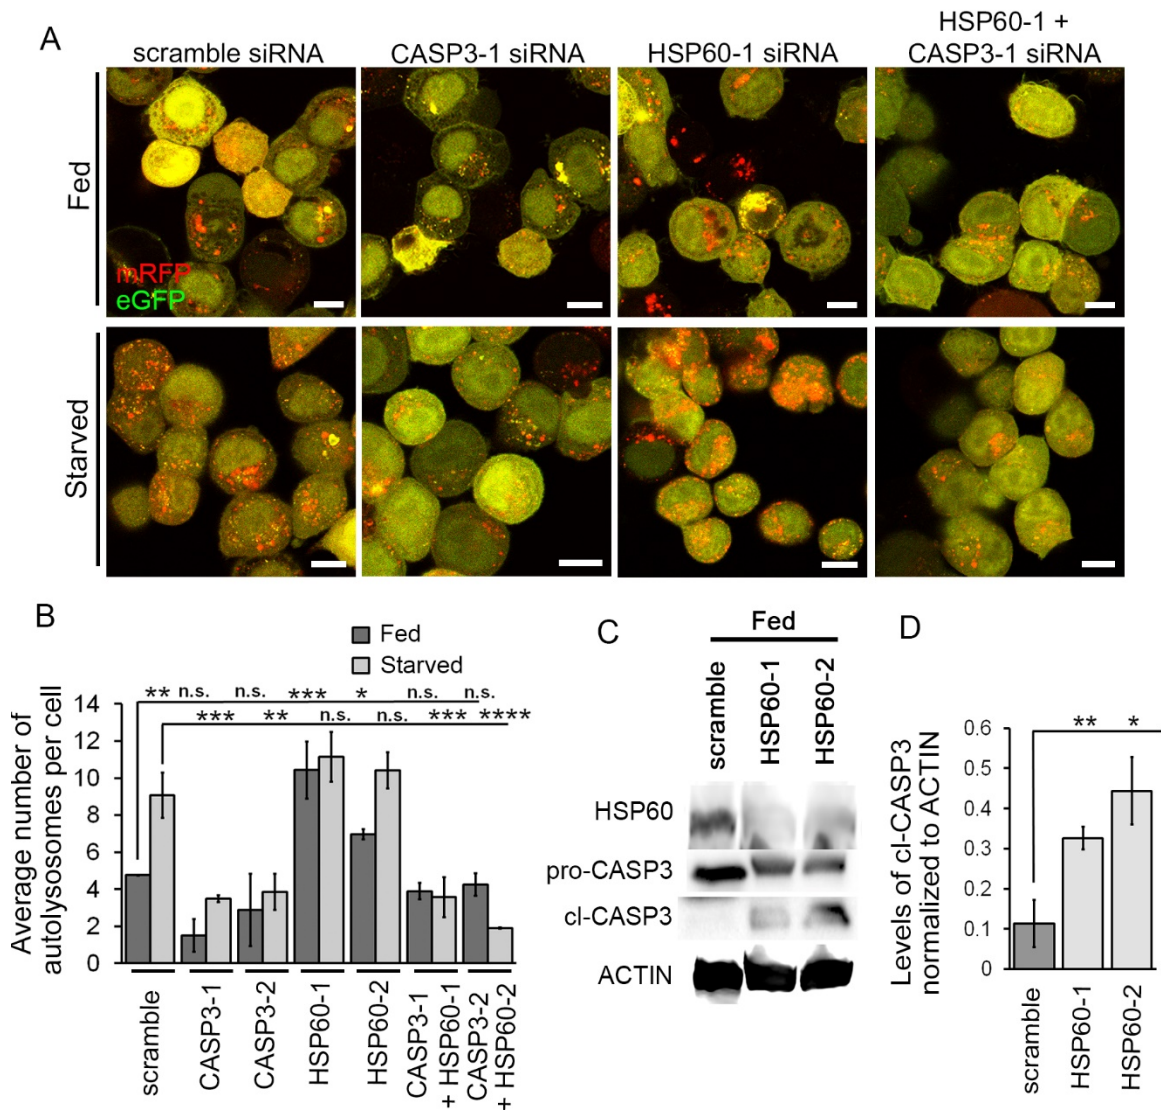 A
scramble siRNA
CASP3-1 siRNA
HSP60-1 siRNA
HSP60-1 +
CASP3-1 siRNA
Fed
mRFP
eGFP
Starved
B
Fed
Starved
** n.s. n.s. *** * n.s. n.s.
*** ** n.s. n.s. *** ****
Average number of
autolysosomes per cell
14
12
10
8
6
4
2
0
scramble
CASP3-1
CASP3-2
HSP60-1
HSP60-2
CASP3-1
+ HSP60-1
CASP3-2
+ HSP60-2
C
Fed
scramble
HSP60-1
HSP60-2
HSP60
pro-CASP3
cl-CASP3
ACTIN
D
Levels of cl-CASP3
normalized to ACTIN
0.6
0.5
0.4
0.3
0.2
0.1
0
** *
scramble
HSP60-1
HSP60-2